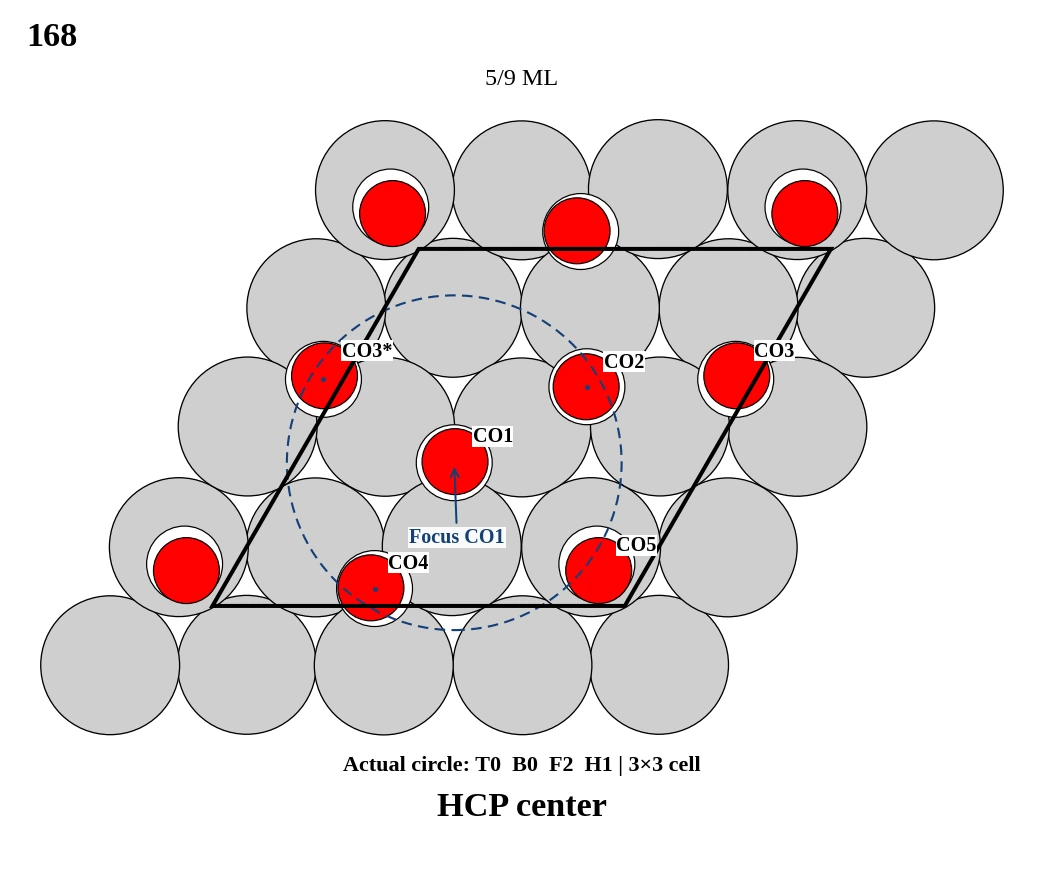 168
5/9 ML
CO3*
CO3
CO2
CO1
Focus CO1
CO5
CO4
Actual circle: T0 B0 F2 H1 | 3×3 cell
HCP center